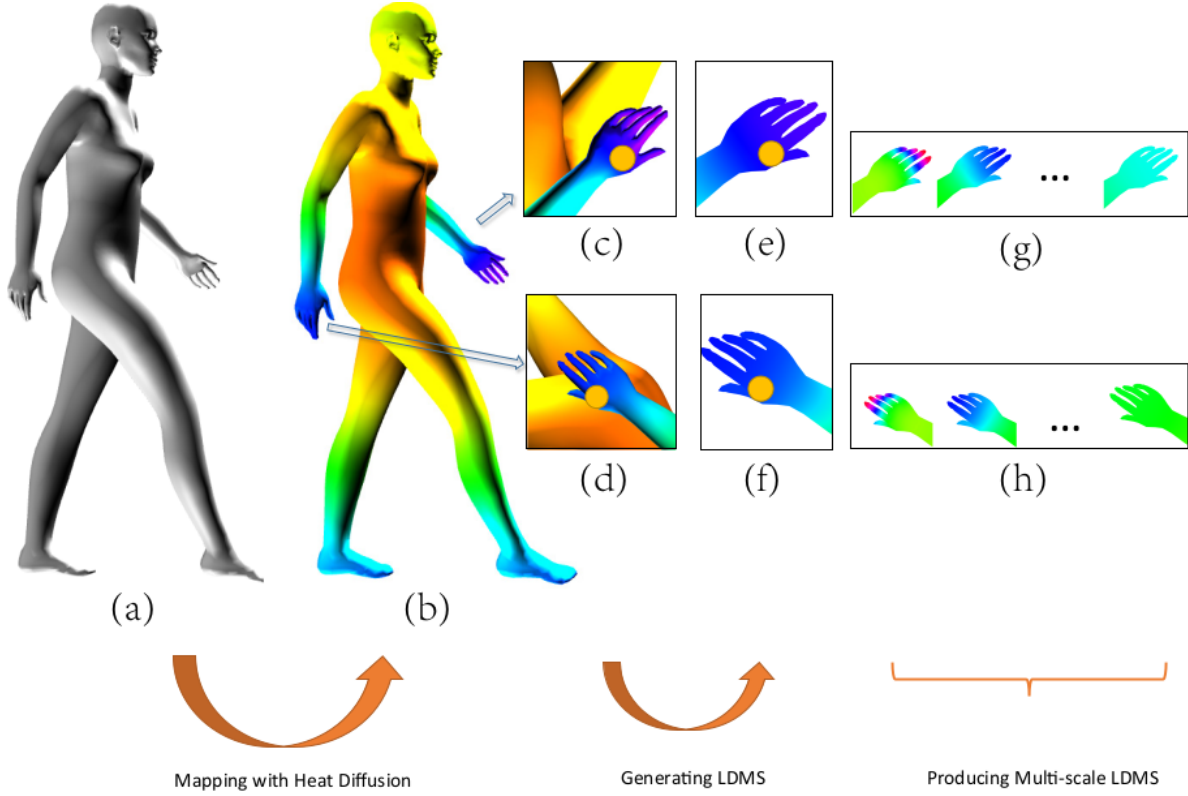 (c)
(e)
(g)
(d)
(f)
(h)
(a)
(b)
Mapping with Heat Diffusion
Generating LDMS
Producing Multi-scale LDMS